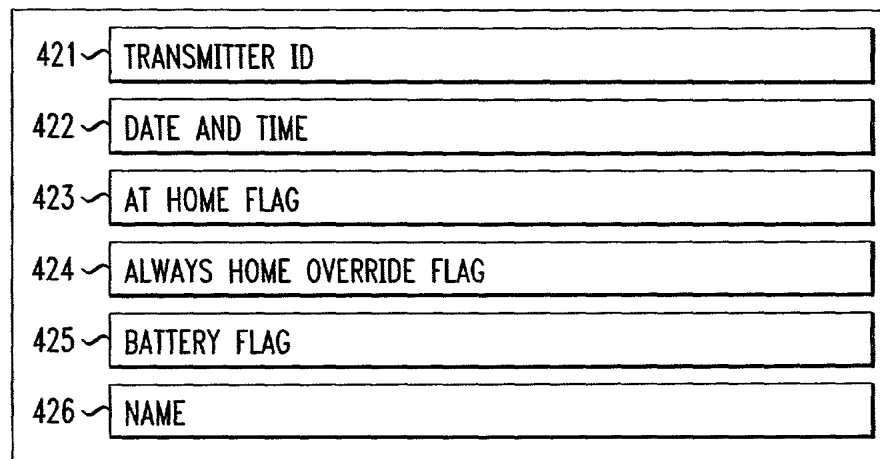 421 TRANSMITTER ID
422 DATE AND TIME
423 AT HOME FLAG
424 ALWAYS HOME OVERRIDE FLAG
425 BATTERY FLAG
426 NAME